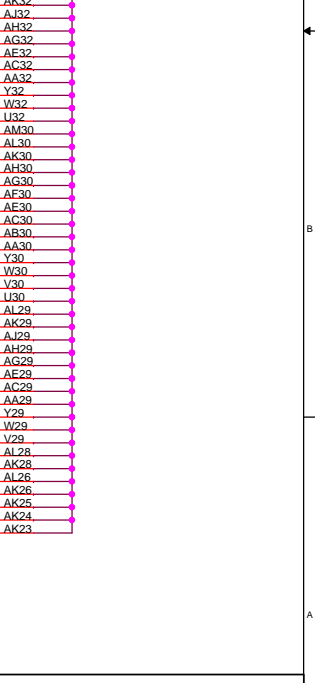 AK32
AJ32
AH32
AG32
AE32
AC32
AA32
Y32
W32
U32
AM30
AL30
AK30
AH30
AG30
AF30
AE30
AC30
AB30
B
AA30
Y30
W30
V30
U30
AL29
AK29
AJ29
AH29
AG29
AE29
AC29
AA29
Y29
W29
V29
AL28
AK28
AL26
AK26
AK25
AK24
AK23
A